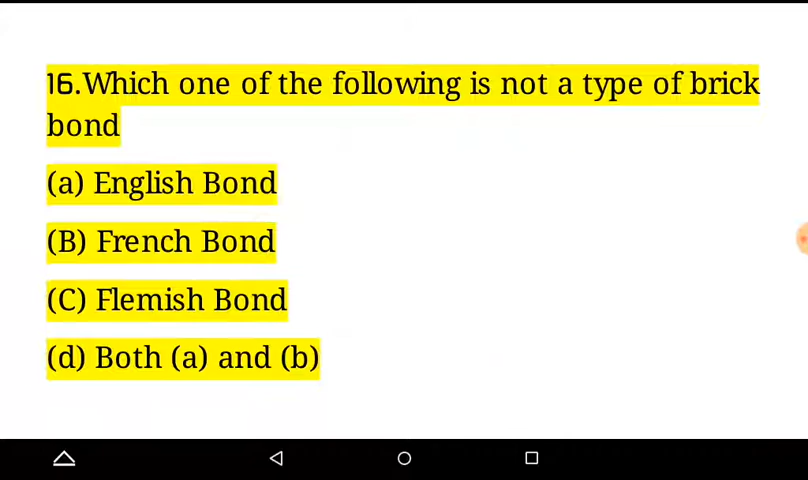 16.Which one of the following is not a type of brick
bond
(a) English Bond
(B) French Bond
(C) Flemish Bond
(d) Both (a) and (b)